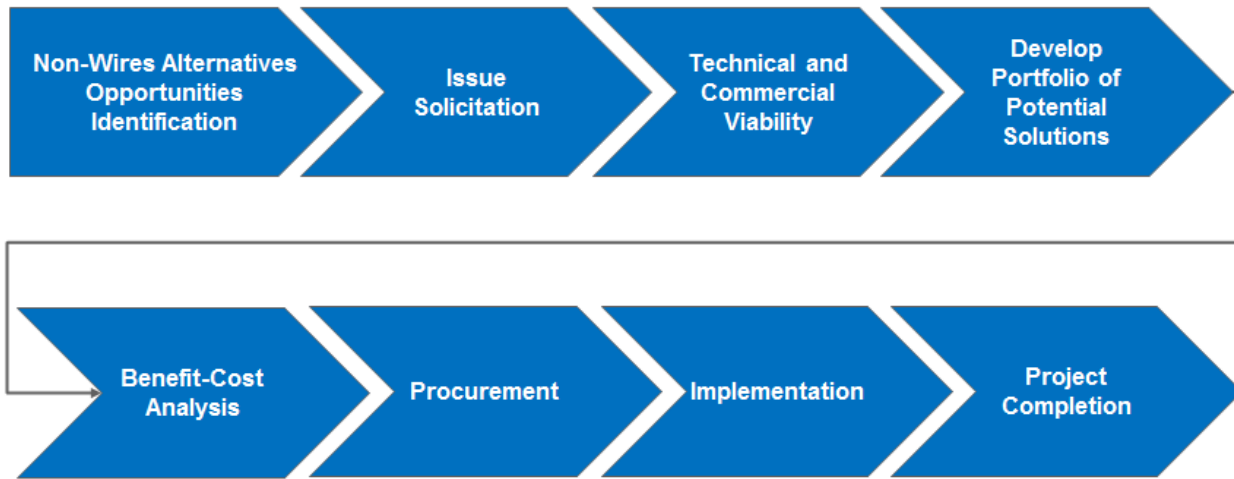 Non-Wires Alternatives
Opportunities
Identification
Issue
Solicitation
Technical and
Commercial
Viability
Develop
Portfolio of
Potential
Solutions
Benefit-Cost
Analysis
Procurement
Implementation
Project
Completion